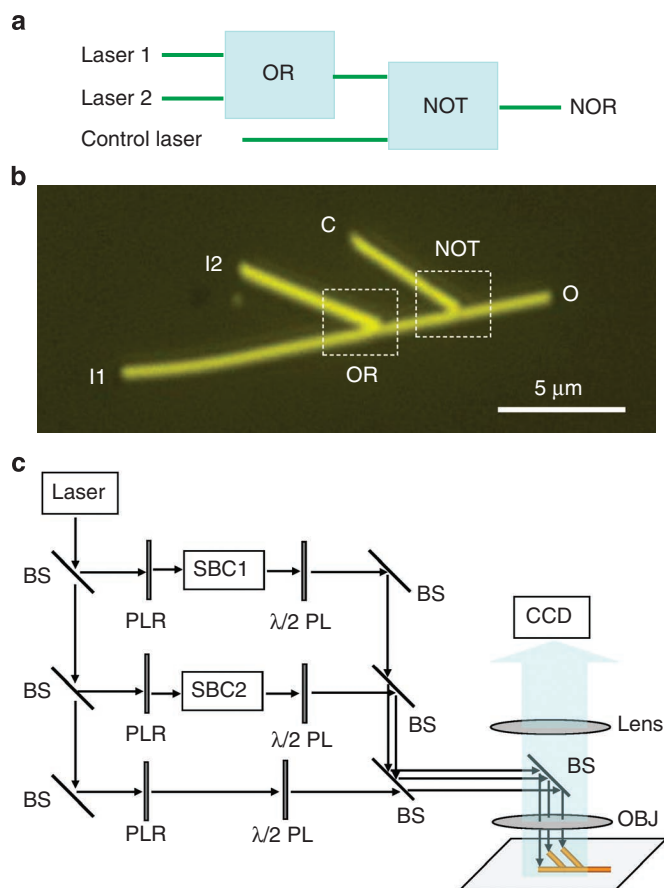 a
Laser 1
OR
Laser 2
NOT
NOR
Control laser
b
C
I2
NOT
O
OR
I1
5 μm
c
Laser
BS
SBC1
BS
PLR
λ/2 PL
CCD
BS
SBC2
BS
PLR
λ/2 PL
Lens
BS
BS
BS
PLR
λ/2 PL
OBJ